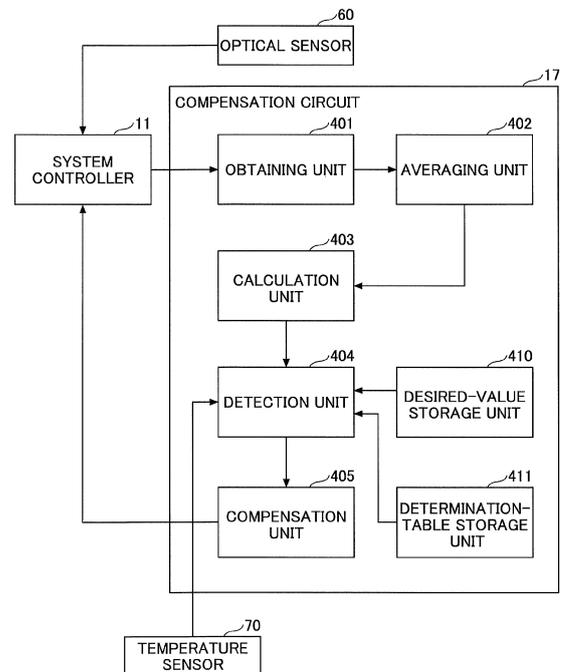 60
OPTICAL SENSOR
17
COMPENSATION CIRCUIT
11
SYSTEM
CONTROLLER
401
OBTAINING UNIT
402
AVERAGING UNIT
403
CALCULATION
UNIT
404
DETECTION UNIT
410
DESIRED-VALUE
STORAGE UNIT
405
COMPENSATION
UNIT
411
DETERMINATION-
TABLE STORAGE
UNIT
70
TEMPERATURE
SENSOR